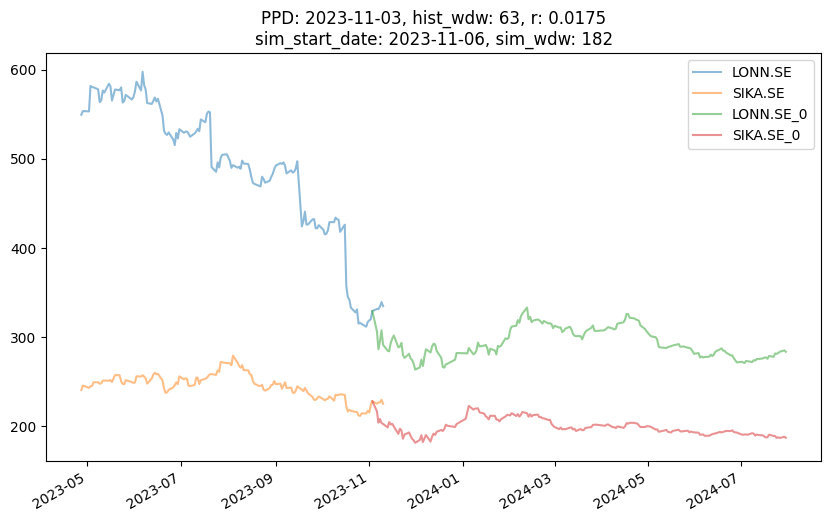 PPD: 2023-11-03, hist_wdw: 63, r: 0.0175
sim_start_date: 2023-11-06, sim_wdw: 182
LONN.SE
SIKA.SE
LONN.SE_0
SIKA.SE_0
600
500
400
300
200
2023-05
2023-07
2023-09
2023-11
2024-01
2024-03
2024-05
2024-07